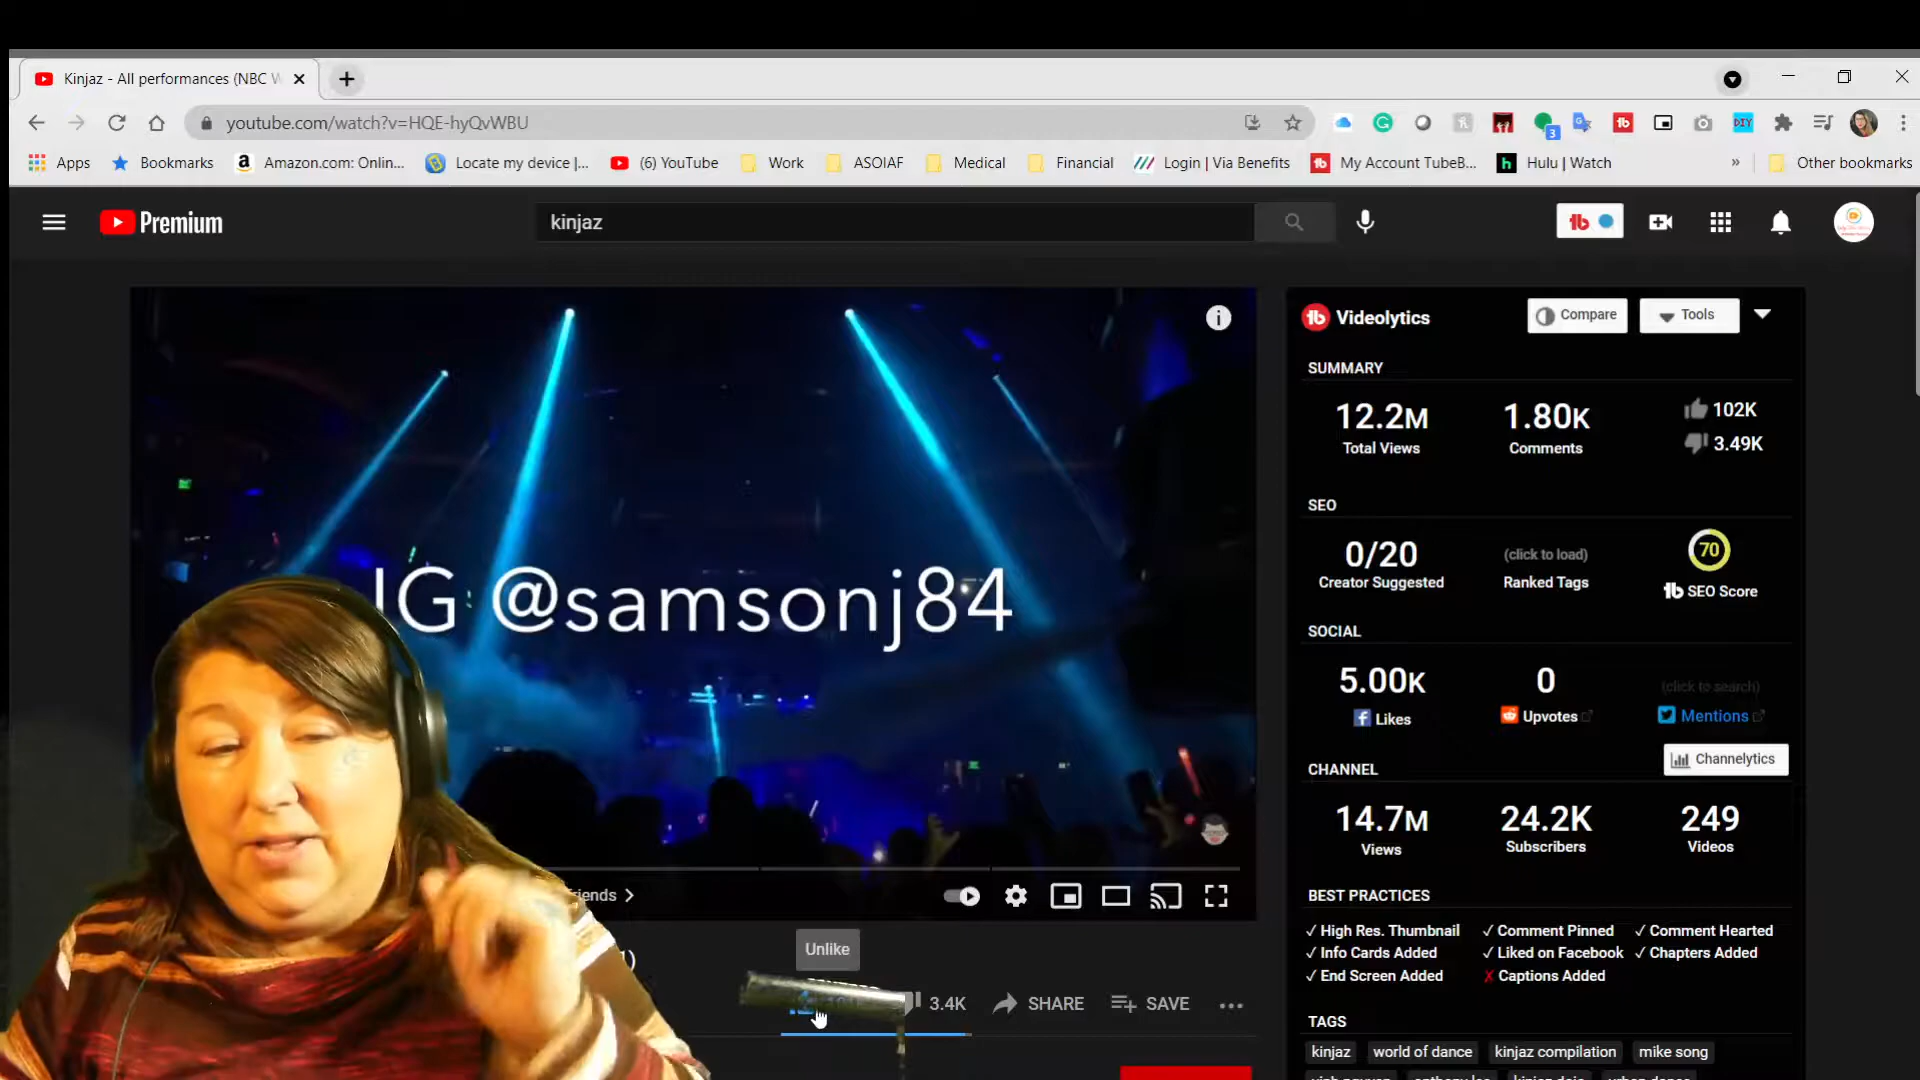 Kinjaz - All performances (NBC W
youtube.com/watch?v=HQE-hyQvWBU
3
DIY
Apps Bookmarks Amazon.com: Onlin... Locate my device |... (6) YouTube Work ASOIAF Medical Financial Login | Via Benefits My Account TubeB... Hulu | Watch » Other bookmarks
Premium
kinjaz
IG @samsonj84
iends
Unlike
3.4K SHARE SAVE
Videolytics Compare Tools
SUMMARY
12.2M 1.80K 102K
Total Views Comments 3.49K
SEO
0/20 (click to load) 70
Creator Suggested Ranked Tags SEO Score
SOCIAL
5.00K 0 (click to search)
Likes Upvotes Mentions
CHANNEL Channelytics
14.7M 24.2K 249
Views Subscribers Videos
BEST PRACTICES
✓ High Res. Thumbnail ✓ Comment Pinned ✓ Comment Hearted
✓ Info Cards Added ✓ Liked on Facebook ✓ Chapters Added
✓ End Screen Added ✗ Captions Added
TAGS
kinjaz world of dance kinjaz compilation mike song